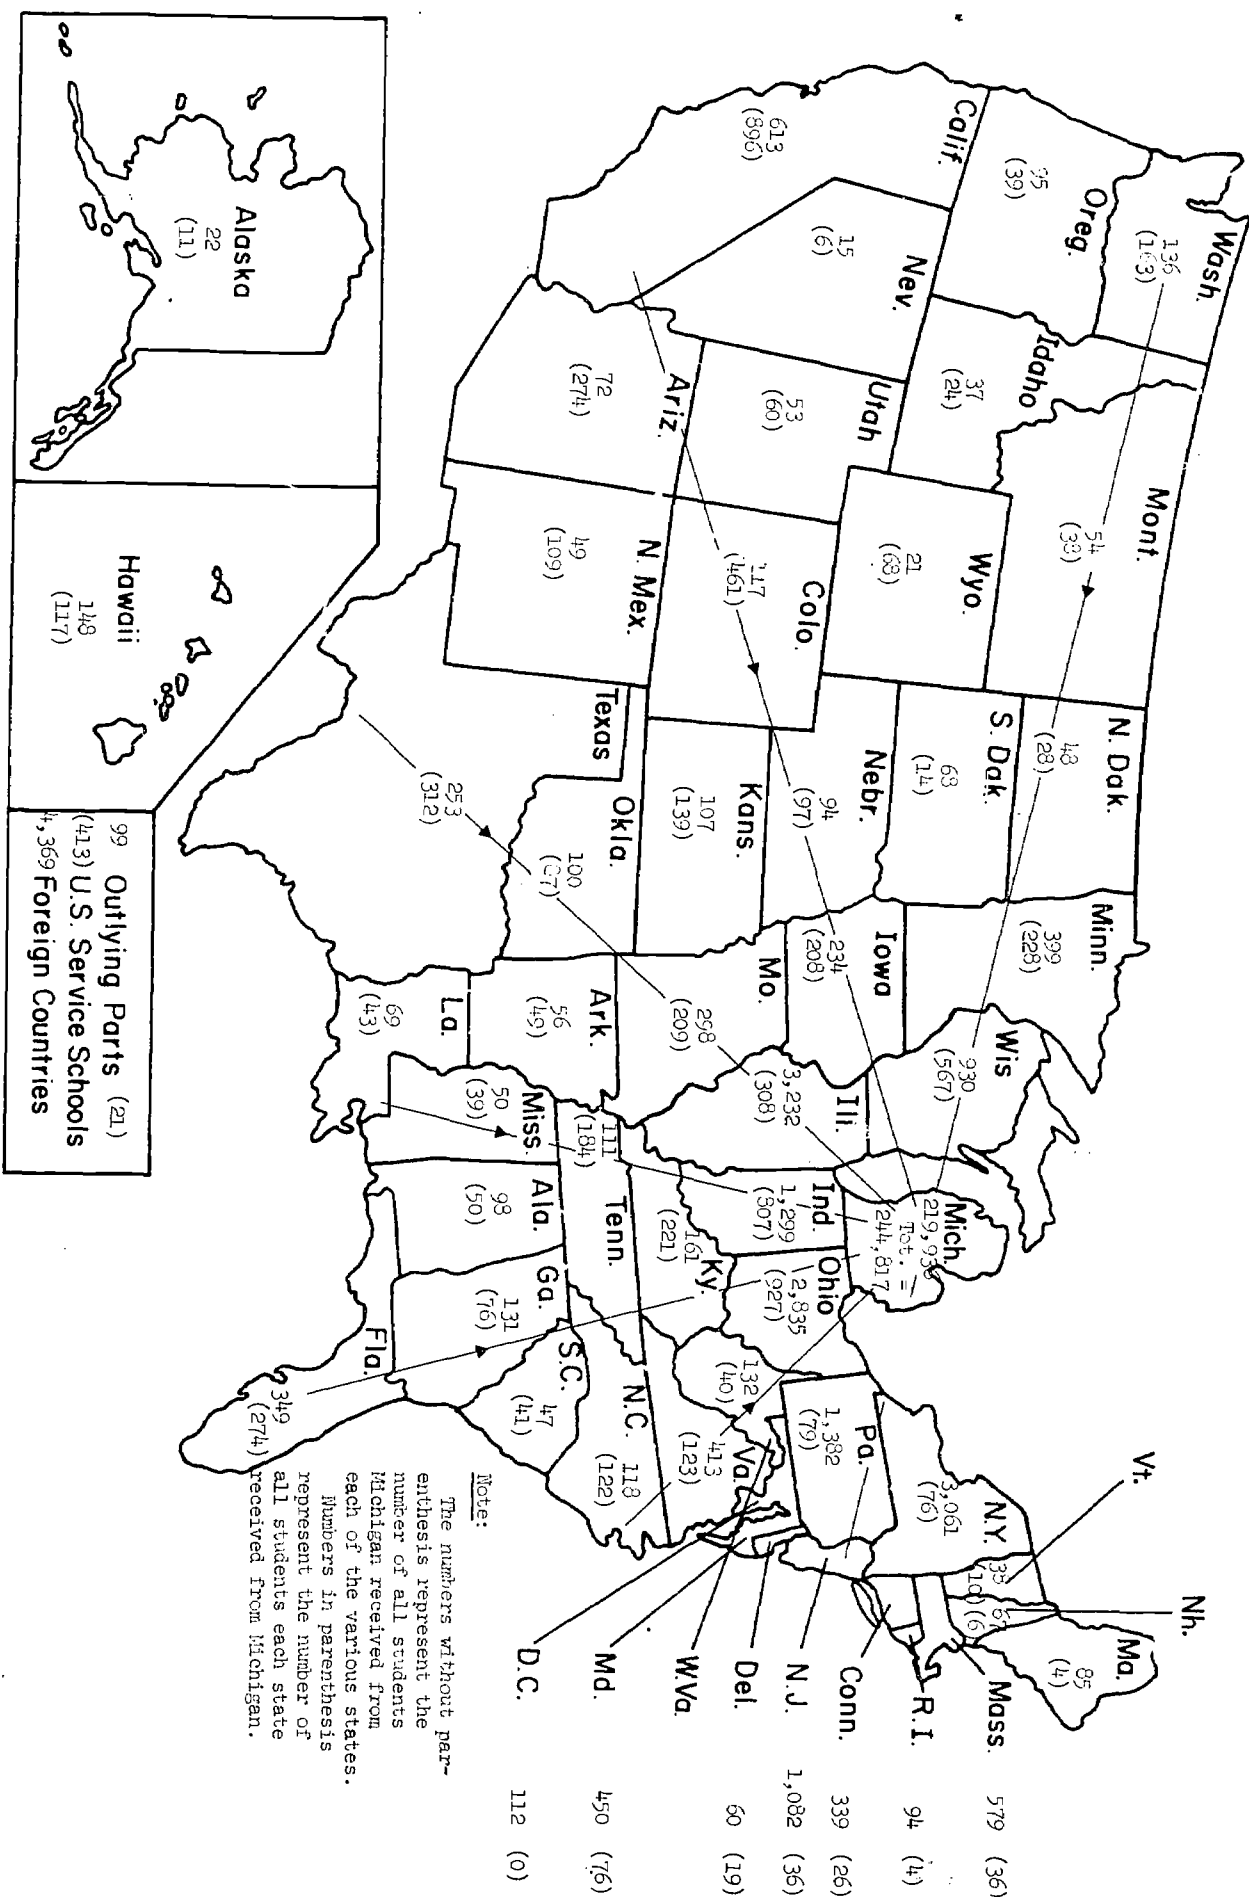 Wash.
136
(163)
Oreg.
95
(39)
Calif.
613
(896)
Nev.
15
(6)
Idaho
37
(24)
Mont.
54
(38)
Wyo.
21
(68)
Utah
53
(60)
Ariz.
72
(274)
Colo.
(461)
N. Mex.
49
(109)
N. Dak.
48
(28)
S. Dak.
63
(14)
Nebr.
94
(97)
Kans.
107
(139)
Okla.
100
Texas
253
(312)
Minn.
399
(228)
Iowa
234
(208)
Mo.
298
(209)
Ark.
56
(49)
La.
69
(43)
Wis
930
(567)
Ill.
3,232
(308)
Mich.
Tot. =
244,817
Ind.
1,299
(807)
Ohio
2,835
(927)
Ky.
161
(221)
Tenn.
111
(184)
Miss.
50
(39)
Ala.
98
(50)
Ga.
131
(76)
Fla.
349
(274)
S.C.
47
(41)
N.C.
118
(122)
Va.
413
(123)
132
(40)
Pa.
1,382
(79)
N.Y.
3,061
(76)
Vt.
Nh.
Ma.
85
(4)
Mass. 579 (36)
R.I. 94 (4)
Conn. 339 (26)
N.J. 1,082 (36)
Del. 60 (19)
W.Va.
Md. 450 (76)
D.C. 112 (0)
Alaska
22
(11)
Hawaii
148
(117)
99 Outlying Parts (21)
(413) U.S. Service Schools
4,369 Foreign Countries
Note:
The numbers without par-
enthesis represent the
number of all students
Michigan received from
each of the various states.
Numbers in parenthesis
represent the number of
all students each state
received from Michigan.